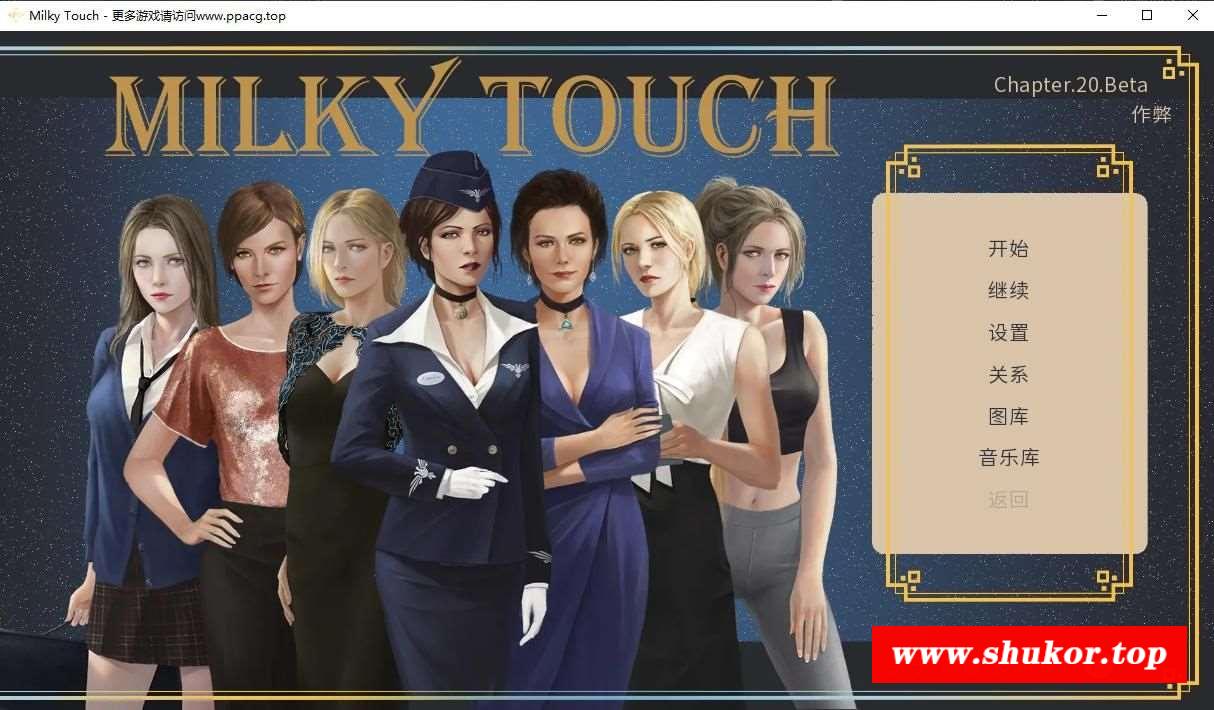 Milky Touch - 更多游戏请访问www.ppacg.top
MILKY TOUCH
Chapter.20.Beta
作弊
开始
继续
设置
关系
图库
音乐库
返回
www.shukor.top